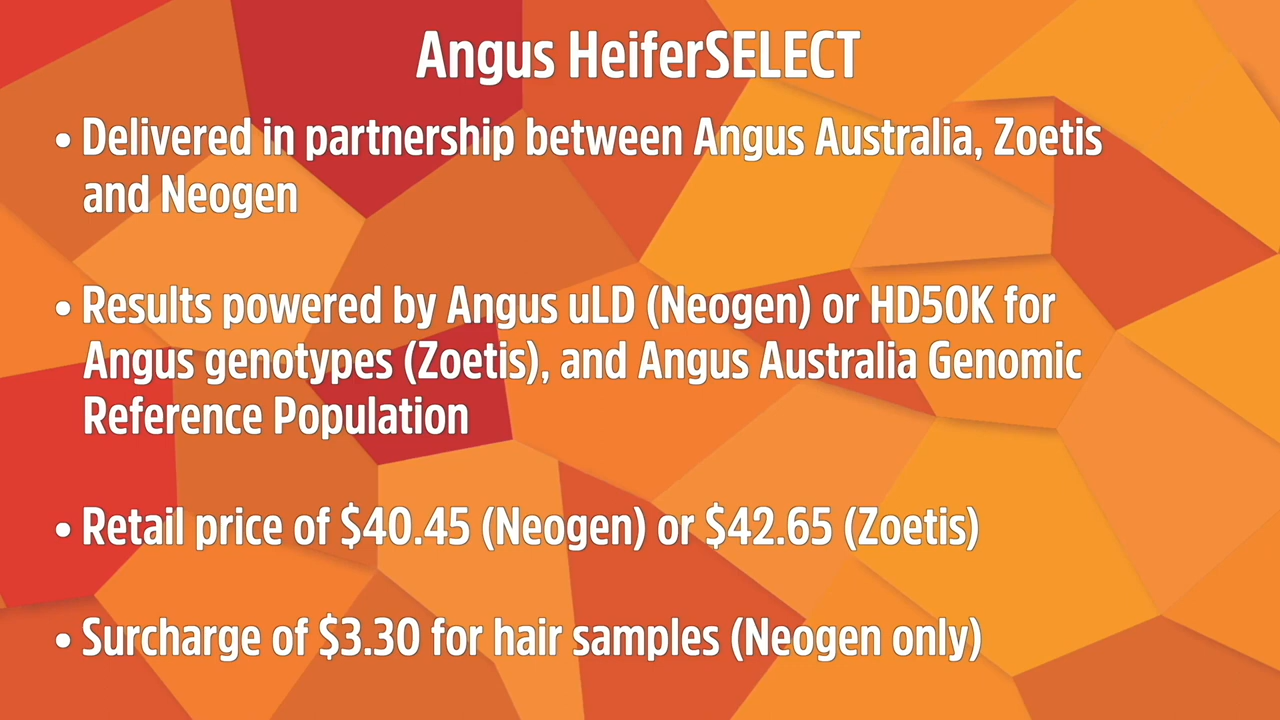 Angus HeiferSELECT
• Delivered in partnership between Angus Australia, Zoetis
and Neogen
• Results powered by Angus uLD (Neogen) or HD50K for
Angus genotypes (Zoetis), and Angus Australia Genomic
Reference Population
• Retail price of $40.45 (Neogen) or $42.65 (Zoetis)
• Surcharge of $3.30 for hair samples (Neogen only)